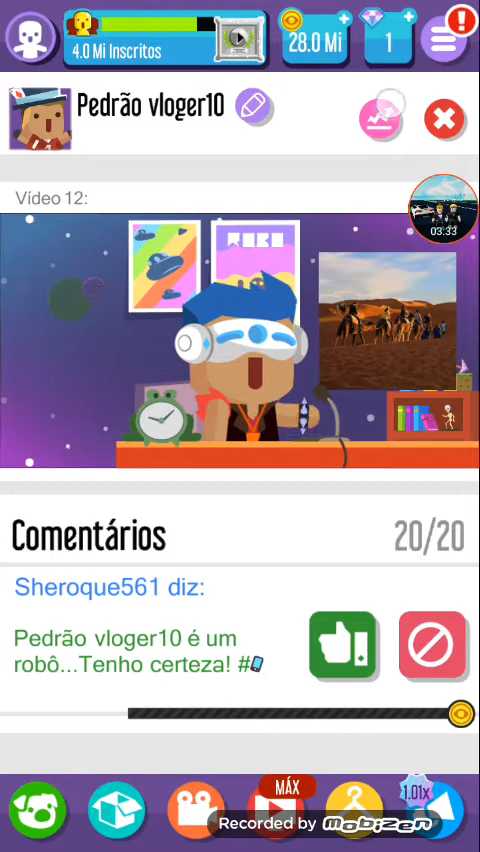 4.0 Mi Inscritos
28.0 Mi
1
Pedrão vloger10
Vídeo 12:
03:33
Comentários
20/20
Sheroque561 diz:
Pedrão vloger10 é um
robô...Tenho certeza! #
MÁX
1.01x
Recorded by Mobizen